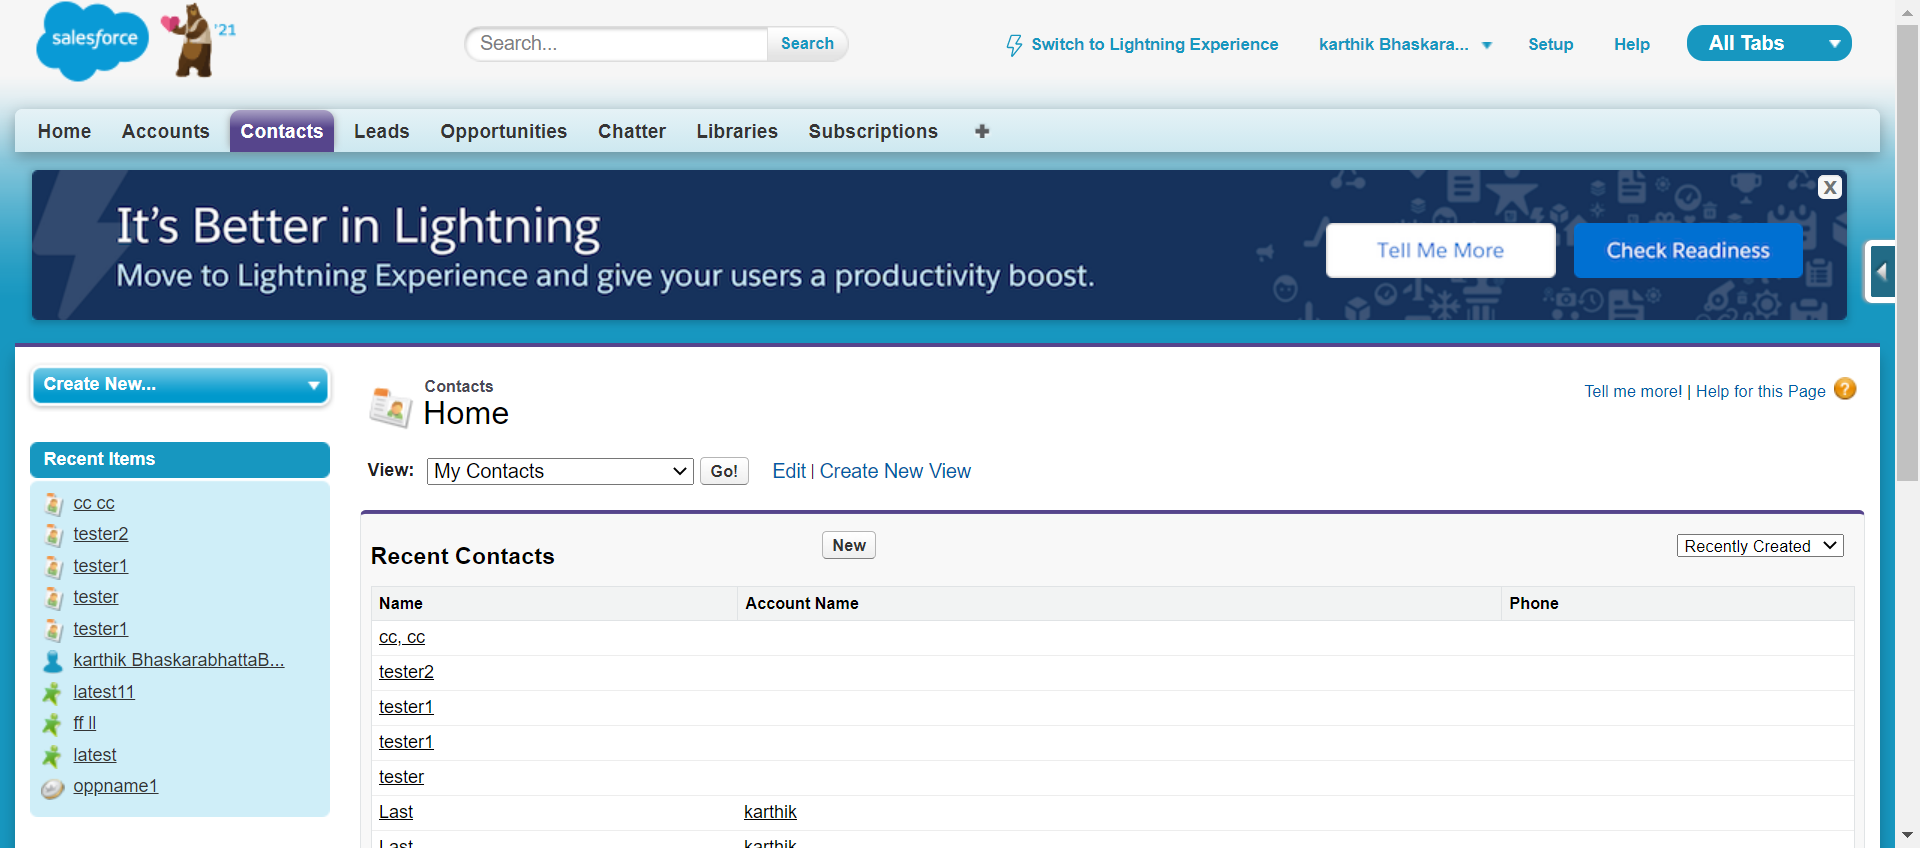 salesforce
'21
Search...
Search
Switch to Lightning Experience
karthik Bhaskara...
Setup
Help
All Tabs
Home
Accounts
Contacts
Leads
Opportunities
Chatter
Libraries
Subscriptions
It's Better in Lightning
Move to Lightning Experience and give your users a productivity boost.
Tell Me More
Check Readiness
X
Create New...
Recent Items
cc cc
tester2
tester1
tester
tester1
karthik BhaskarabhattaB...
latest11
ff ll
latest
oppname1
Contacts
Home
Tell me more! | Help for this Page
?
View: My Contacts Go! Edit | Create New View
Recent Contacts
New
Recently Created
Name Account Name Phone
cc, cc
tester2
tester1
tester1
tester
Last karthik
Last karthik